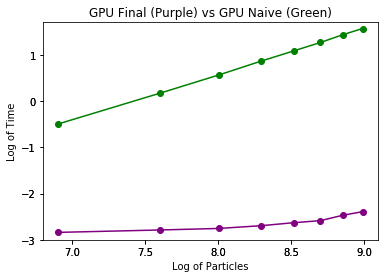 GPU Final (Purple) vs GPU Naive (Green)
Log of Time
1
0
−1
−2
−3
7.0 7.5 8.0 8.5 9.0
Log of Particles